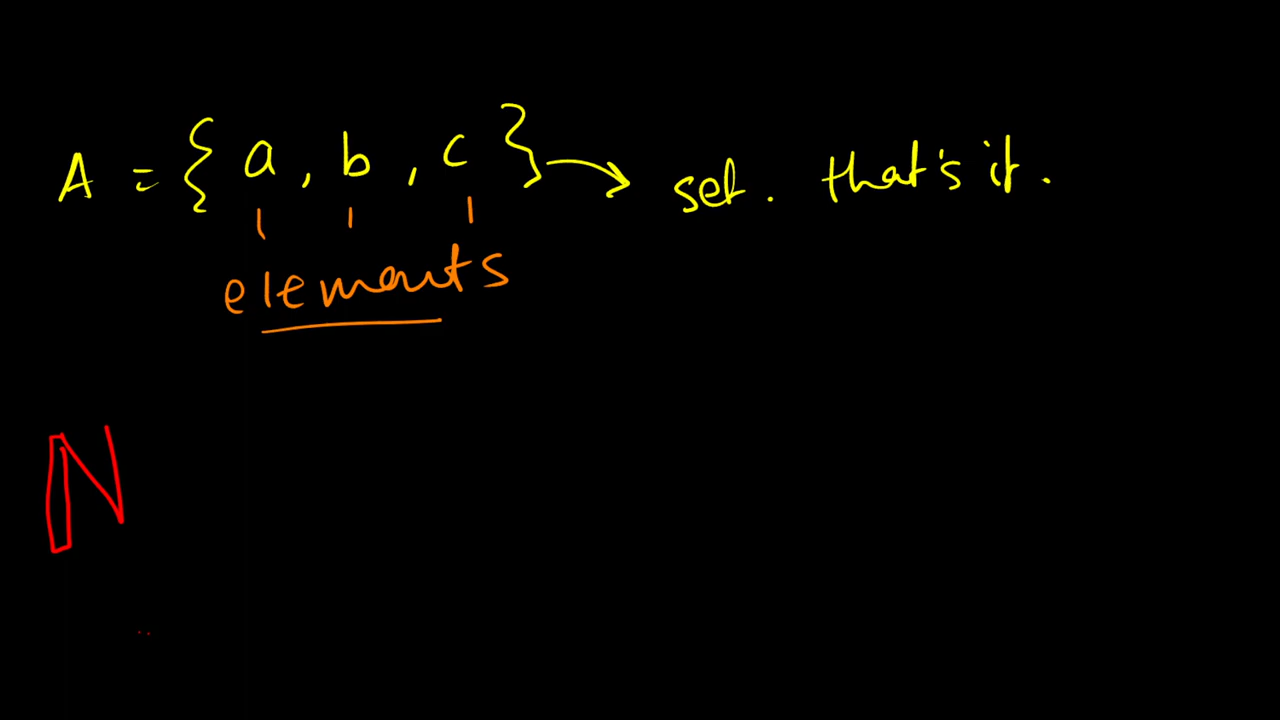 A = { a , b , c } → set. that's it.
elements
ℕ